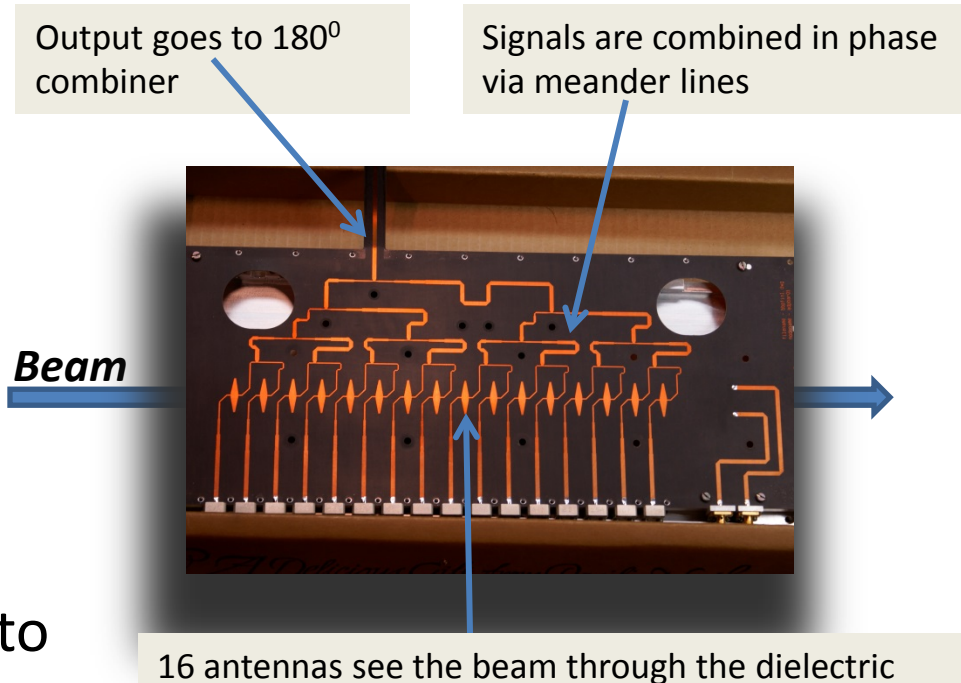 Output goes to 180⁰
combiner
Signals are combined in phase
via meander lines
Beam
to
16 antennas see the beam through the dielectric